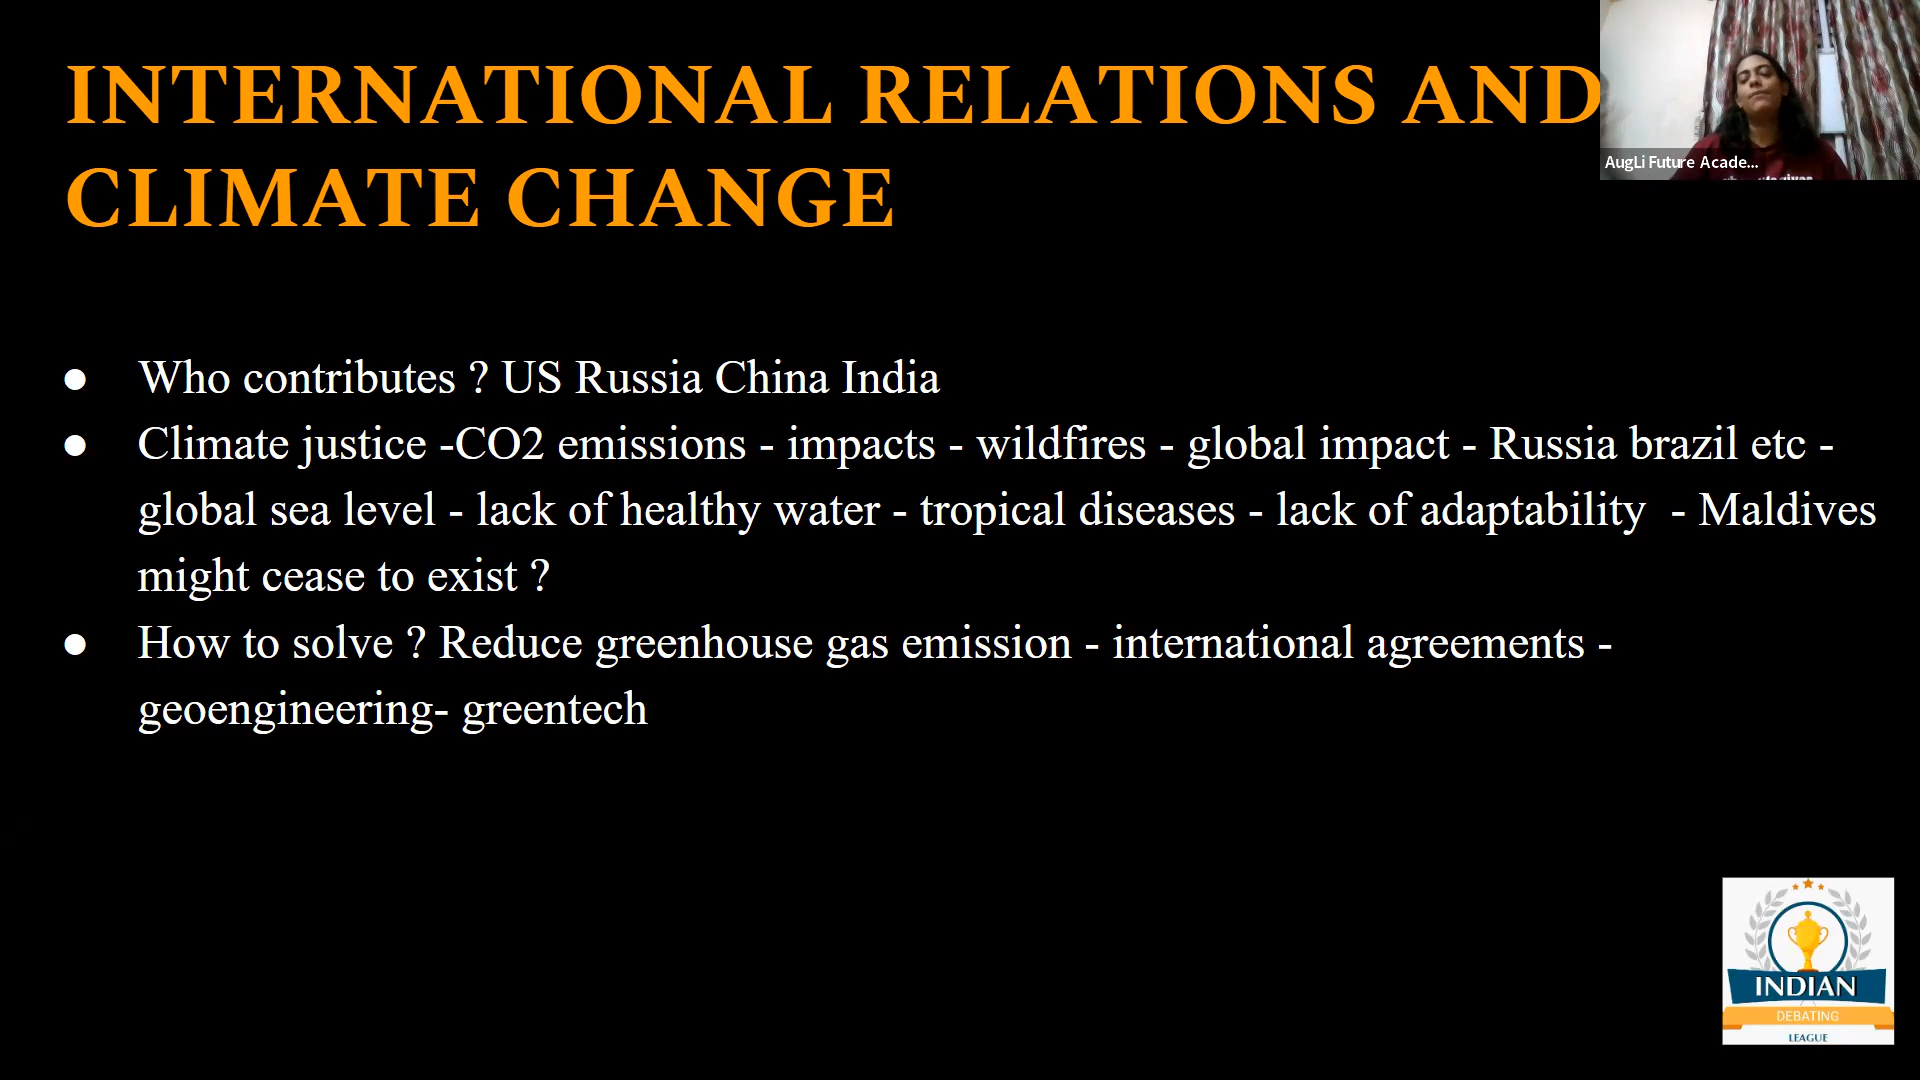 INTERNATIONAL RELATIONS AND
CLIMATE CHANGE
AugLi Future Acade...
● Who contributes ? US Russia China India
● Climate justice -CO2 emissions - impacts - wildfires - global impact - Russia brazil etc -
global sea level - lack of healthy water - tropical diseases - lack of adaptability - Maldives
might cease to exist ?
● How to solve ? Reduce greenhouse gas emission - international agreements -
geoengineering- greentech
INDIAN
DEBATING
LEAGUE